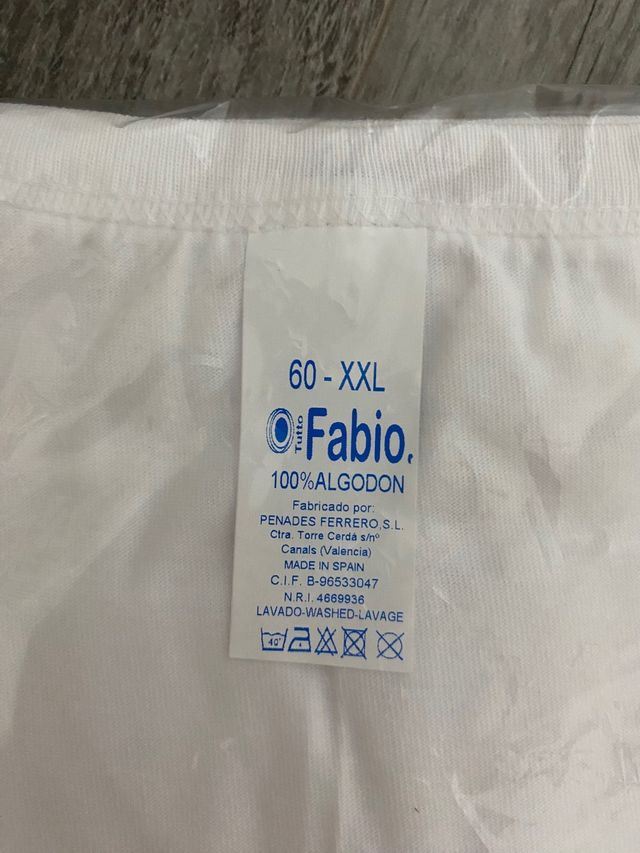 60 - XXL
Tutto Fabio.
100%ALGODON
Fabricado por:
PENADES FERRERO,S.L.
Ctra. Torre Cerdà s/nº
Canals (Valencia)
MADE IN SPAIN
C.I.F. B-96533047
N.R.I. 4669936
LAVADO-WASHED-LAVAGE
40°